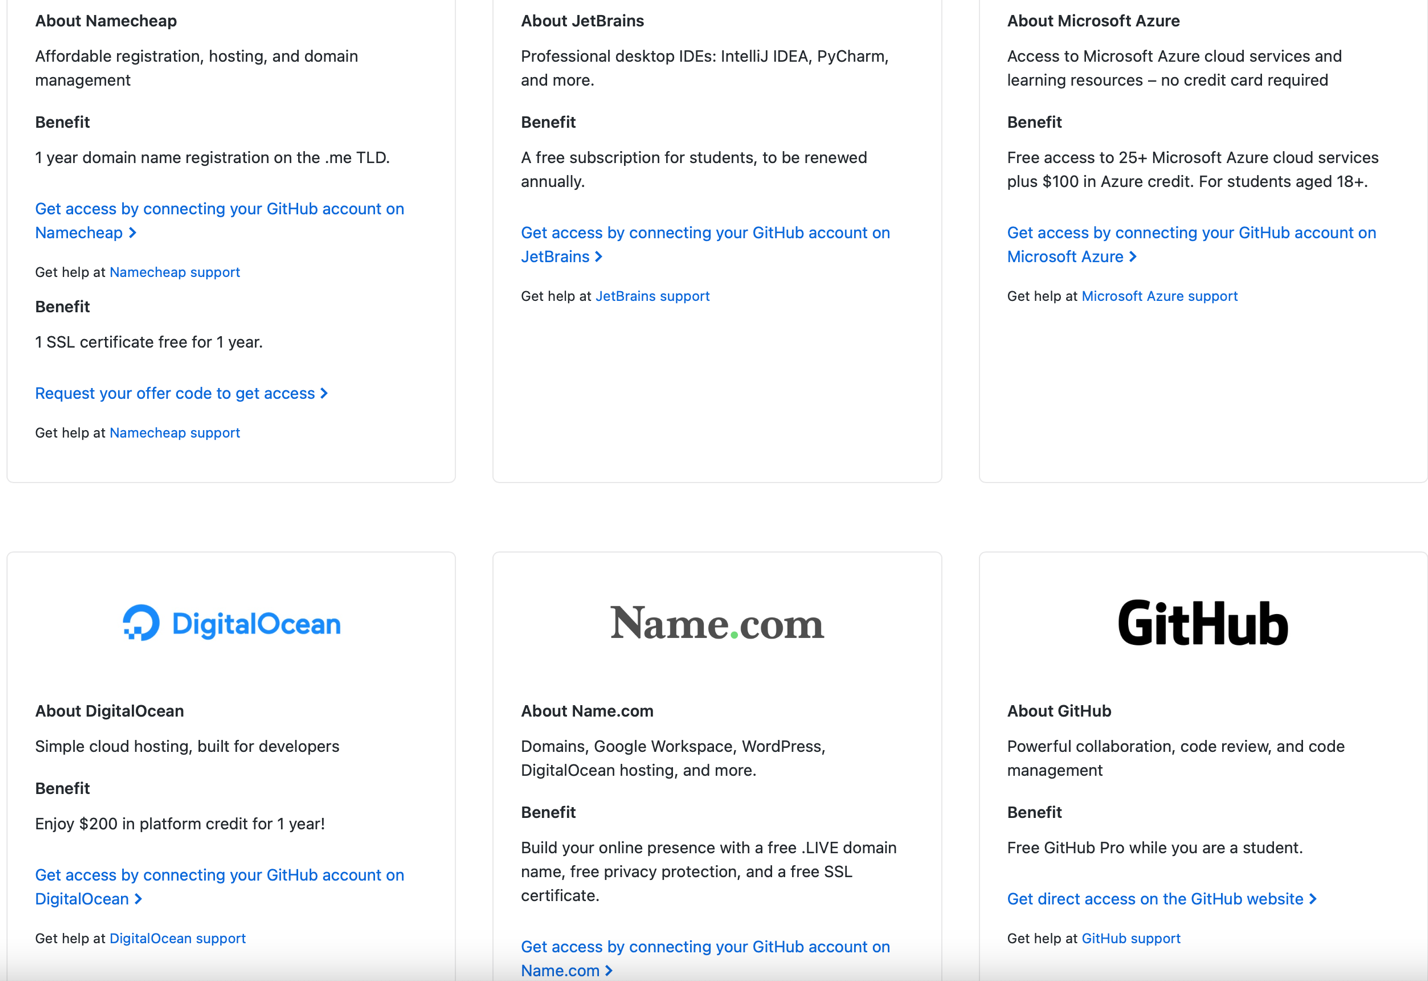 About Namecheap
Affordable registration, hosting, and domain
management
Benefit
1 year domain name registration on the .me TLD.
Get access by connecting your GitHub account on
Namecheap
Get help at Namecheap support
Benefit
1 SSL certificate free for 1 year.
Request your offer code to get access
Get help at Namecheap support
About JetBrains
Professional desktop IDEs: IntelliJ IDEA, PyCharm,
and more.
Benefit
A free subscription for students, to be renewed
annually.
Get access by connecting your GitHub account on
JetBrains
Get help at JetBrains support
About Microsoft Azure
Access to Microsoft Azure cloud services and
learning resources – no credit card required
Benefit
Free access to 25+ Microsoft Azure cloud services
plus $100 in Azure credit. For students aged 18+.
Get access by connecting your GitHub account on
Microsoft Azure
Get help at Microsoft Azure support
DigitalOcean
About DigitalOcean
Simple cloud hosting, built for developers
Benefit
Enjoy $200 in platform credit for 1 year!
Get access by connecting your GitHub account on
DigitalOcean
Get help at DigitalOcean support
Name.com
About Name.com
Domains, Google Workspace, WordPress,
DigitalOcean hosting, and more.
Benefit
Build your online presence with a free .LIVE domain
name, free privacy protection, and a free SSL
certificate.
Get access by connecting your GitHub account on
Name.com
GitHub
About GitHub
Powerful collaboration, code review, and code
management
Benefit
Free GitHub Pro while you are a student.
Get direct access on the GitHub website
Get help at GitHub support